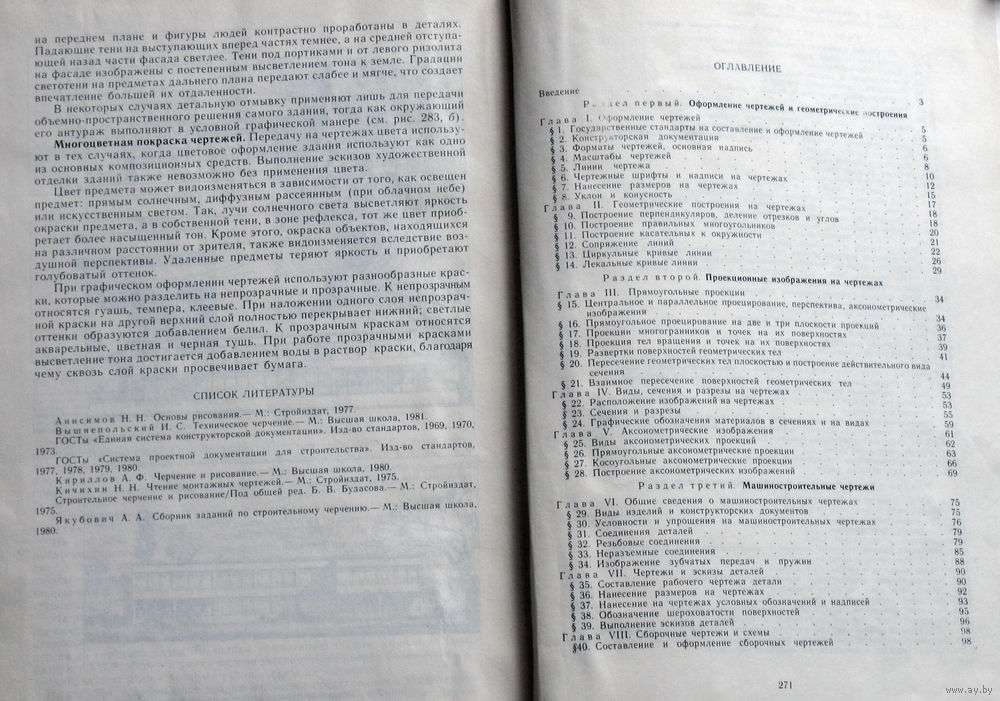 на переднем плане и фигуры людей контрастно проработаны в деталях.
Падающие тени на выступающих вперед частях темнее, а на средней отступа-
ющей назад части фасада светлее. Тени под портиками и от левого ризолита
на фасаде изображены с постепенным высветлением тона к земле. Градации
светотени на предметах дальнего плана передают слабее и мягче, что создает
впечатление большей их отдаленности.
В некоторых случаях детальную отмывку применяют лишь для передачи
объемно-пространственного решения самого здания, тогда как окружающий
его антураж выполняют в условной графической манере (см. рис. 283, б).
Многоцветная покраска чертежей. Передачу на чертежах цвета использу-
ют в тех случаях, когда цветовое оформление здания используют как одно
из основных композиционных средств. Выполнение эскизов художественной
отделки зданий также невозможно без применения цвета.
Цвет предмета может видоизменяться в зависимости от того, как освещен
предмет: прямым солнечным, диффузным рассеянным (при облачном небе)
или искусственным светом. Так, лучи солнечного света высветляют яркость
окраски предмета, а в собственной тени, в зоне рефлекса, тот же цвет приоб-
ретает более насыщенный тон. Кроме этого, окраска объектов, находящихся
на различном расстоянии от зрителя, также видоизменяется вследствие воз-
душной перспективы. Удаленные предметы теряют яркость и приобретают
голубоватый оттенок.
При графическом оформлении чертежей используют разнообразные крас-
ки, которые можно разделить на непрозрачные и прозрачные. К непрозрачным
относятся гуашь, темпера, клеевые. При наложении одного слоя непрозрач-
ной краски на другой верхний слой полностью перекрывает нижний; светлые
оттенки образуются добавлением белил. К прозрачным краскам относятся
акварельные, цветная и черная тушь. При работе прозрачными красками
высветление тона достигается добавлением воды в раствор краски, благодаря
чему сквозь слой краски просвечивает бумага.
СПИСОК ЛИТЕРАТУРЫ
Анисимов Н. Н. Основы рисования.— М.: Стройиздат, 1977.
Вышнепольский И. С. Техническое черчение.— М.: Высшая школа, 1981.
ГОСТы «Единая система конструкторской документации». Изд-во стандартов, 1969, 1970,
1973.
ГОСТы «Система проектной документации для строительства». Изд-во стандартов,
1977, 1978, 1979, 1980.
Кириллов А. Ф. Черчение и рисование.— М.: Высшая школа, 1980.
Кичихин Н. Н. Чтение монтажных чертежей.— М.: Стройиздат, 1975.
Строительное черчение и рисование/Под общей ред. Б. В. Будасова.— М.: Стройиздат,
1975.
Якубович А. А. Сборник заданий по строительному черчению.— М.: Высшая школа,
1980.
ОГЛАВЛЕНИЕ
Введение 3
Раздел первый. Оформление чертежей и геометрические построения
Глава I. Оформление чертежей 5
§ 1. Государственные стандарты на составление и оформление чертежей 5
§ 2. Конструкторская документация 6
§ 3. Форматы чертежей, основная надпись 6
§ 4. Масштабы чертежей 8
§ 5. Линии чертежа 10
§ 6. Чертежные шрифты и надписи на чертежах 12
§ 7. Нанесение размеров на чертежах 15
§ 8. Уклон и конусность 17
Глава II. Геометрические построения на чертежах 18
§ 9. Построение перпендикуляров, деление отрезков и углов 18
§ 10. Построение правильных многоугольников 20
§ 11. Построение касательных к окружности 21
§ 12. Сопряжение линий 22
§ 13. Циркульные кривые линии 26
§ 14. Лекальные кривые линии 29
Раздел второй. Проекционные изображения на чертежах
Глава III. Прямоугольные проекции 34
§ 15. Центральное и параллельное проецирование, перспектива, аксонометрические
изображения 34
§ 16. Прямоугольное проецирование на две и три плоскости проекций 36
§ 17. Проекции многогранников и точек на их поверхностях 37
§ 18. Проекции тел вращения и точек на их поверхностях 39
§ 19. Развертки поверхностей геометрических тел 41
§ 20. Пересечение геометрических тел плоскостью и построение действительного вида
сечения 44
§ 21. Взаимное пересечение поверхностей геометрических тел 49
Глава IV. Виды, сечения и разрезы на чертежах 53
§ 22. Расположение изображений на чертежах 53
§ 23. Сечения и разрезы 55
§ 24. Графические обозначения материалов в сечениях и на видах 59
Глава V. Аксонометрические изображения 61
§ 25. Виды аксонометрических проекций 62
§ 26. Прямоугольные аксонометрические проекции 63
§ 27. Косоугольные аксонометрические проекции 66
§ 28. Построение аксонометрических изображений 69
Раздел третий. Машиностроительные чертежи
Глава VI. Общие сведения о машиностроительных чертежах 75
§ 29. Виды изделий и конструкторских документов 75
§ 30. Условности и упрощения на машиностроительных чертежах 76
§ 31. Соединения деталей 79
§ 32. Резьбовые соединения 79
§ 33. Неразъемные соединения 85
§ 34. Изображение зубчатых передач и пружин 88
Глава VII. Чертежи и эскизы деталей 90
§ 35. Составление рабочего чертежа детали 90
§ 36. Нанесение размеров на чертежах 92
§ 37. Нанесение на чертежах условных обозначений и надписей 93
§ 38. Обозначение шероховатости поверхностей 95
§ 39. Выполнение эскизов деталей 96
Глава VIII. Сборочные чертежи и схемы 98
§40. Составление и оформление сборочных чертежей 98
271
www.ay.by